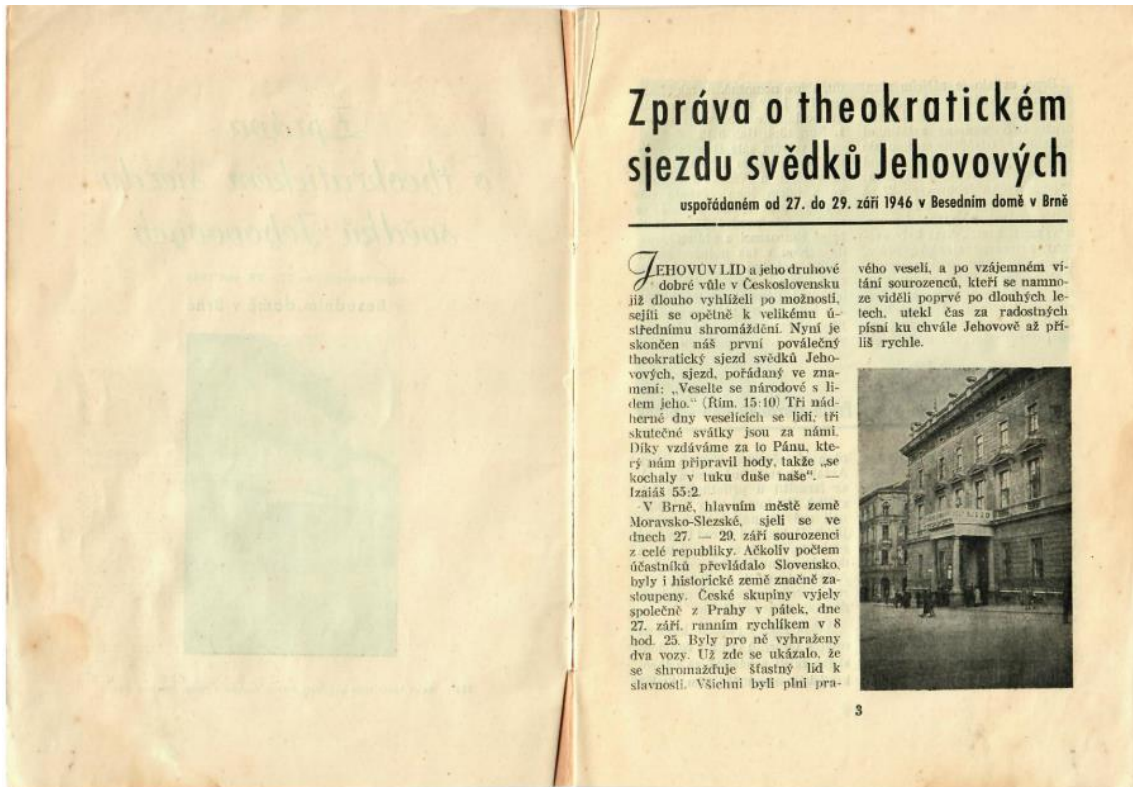 Zpráva o theokratickém
sjezdu svědků Jehovových
uspořádaném od 27. do 29. září 1946 v Besedním domě v Brně
JEHOVŮV LID a jeho druhové
dobré vůle v Československu
již dlouho vyhlíželi po možnosti,
sejíti se opětně k velikému ú-
střednímu shromáždění. Nyní je
skončen náš první poválečný
theokratický sjezd svědků Jeho-
vových, sjezd, pořádaný ve zna-
mení: „Veselte se národové s li-
dem jeho.“ (Řím. 15:10) Tři nád-
herné dny veselících se lidí, tři
skutečné svátky jsou za námi.
Díky vzdáváme za to Pánu, kte-
rý nám připravil hody, takže „se
kochaly v tuku duše naše“. —
Izaiáš 55:2.
V Brně, hlavním městě země
Moravsko-Slezské, sjeli se ve
dnech 27. — 29. září sourozenci
z celé republiky. Ačkoliv počtem
účastníků převládalo Slovensko,
byly i historické země značně za-
stoupeny. České skupiny vyjely
společně z Prahy v pátek, dne
27. září, ranním rychlíkem v 8
hod. 25. Byly pro ně vyhraženy
dva vozy. Už zde se ukázalo, že
se shromažďuje šťastný lid k
slavnosti. Všichni byli plni pra-
vého veselí, a po vzájemném ví-
tání sourozenců, kteří se namno-
ze viděli poprvé po dlouhých le-
tech, utekl čas za radostných
písní ku chvále Jehovově až pří-
liš rychle.
3